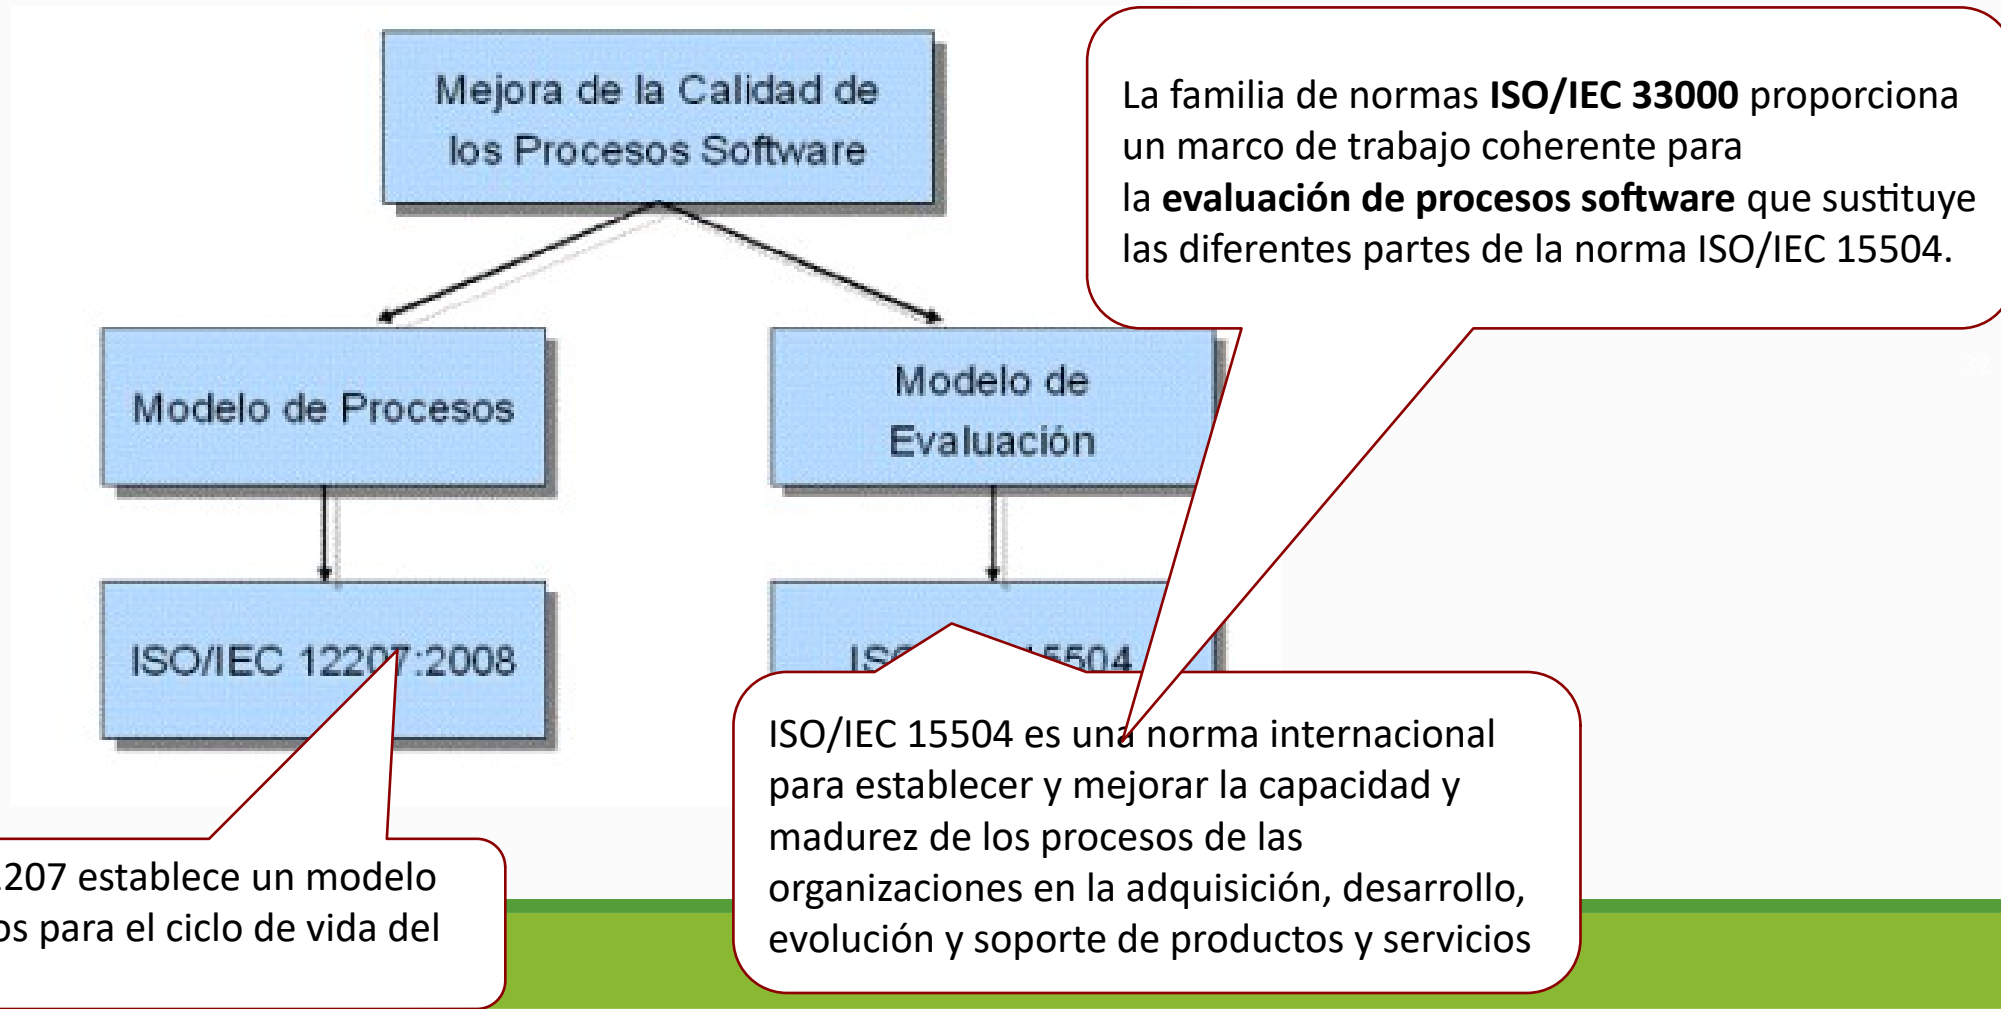 Mejora de la Calidad de
los Procesos Software
La familia de normas ISO/IEC 33000 proporciona
un marco de trabajo coherente para
la evaluación de procesos software que sustituye
las diferentes partes de la norma ISO/IEC 15504.
32
Modelo de Procesos
Modelo de
Evaluación
ISO/IEC 12207:2008
15504
ISO/IEC 15504 es una norma internacional
para establecer y mejorar la capacidad y
madurez de los procesos de las
organizaciones en la adquisición, desarrollo,
evolución y soporte de productos y servicios
207 establece un modelo
os para el ciclo de vida del